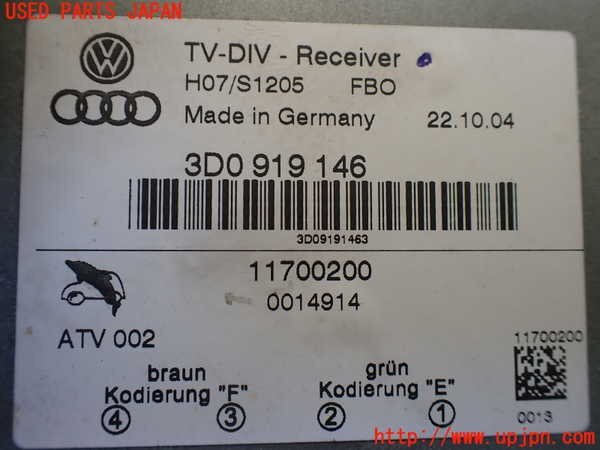 USED PARTS JAPAN
TV-DIV - Receiver
H07/S1205 FBO
Made in Germany 22.10.04
3D0 919 146
3D09191463
11700200
0014914
ATV 002
11700200
braun grün
Kodierung "F" Kodierung "E"
④ ③ ② ①
0013
http://www.upjpn.com